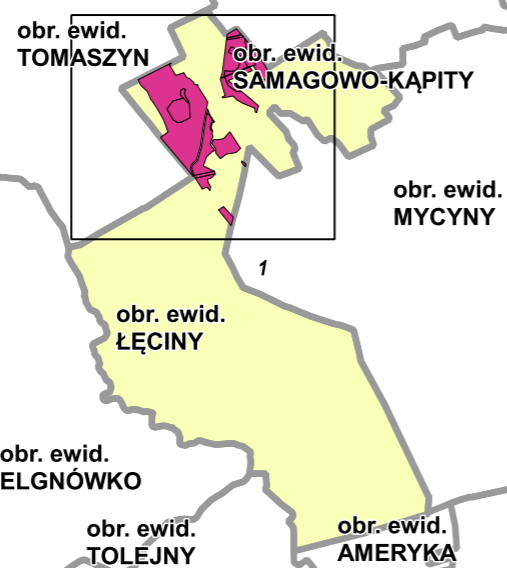 obr. ewid.
TOMASZYN
obr. ewid.
SAMAGOWO-KĄPITY
obr. ewid.
MYCYNY
1
obr. ewid.
ŁĘCINY
obr. ewid.
ELGNÓWKO
obr. ewid.
TOLEJNY
obr. ewid.
AMERYKA